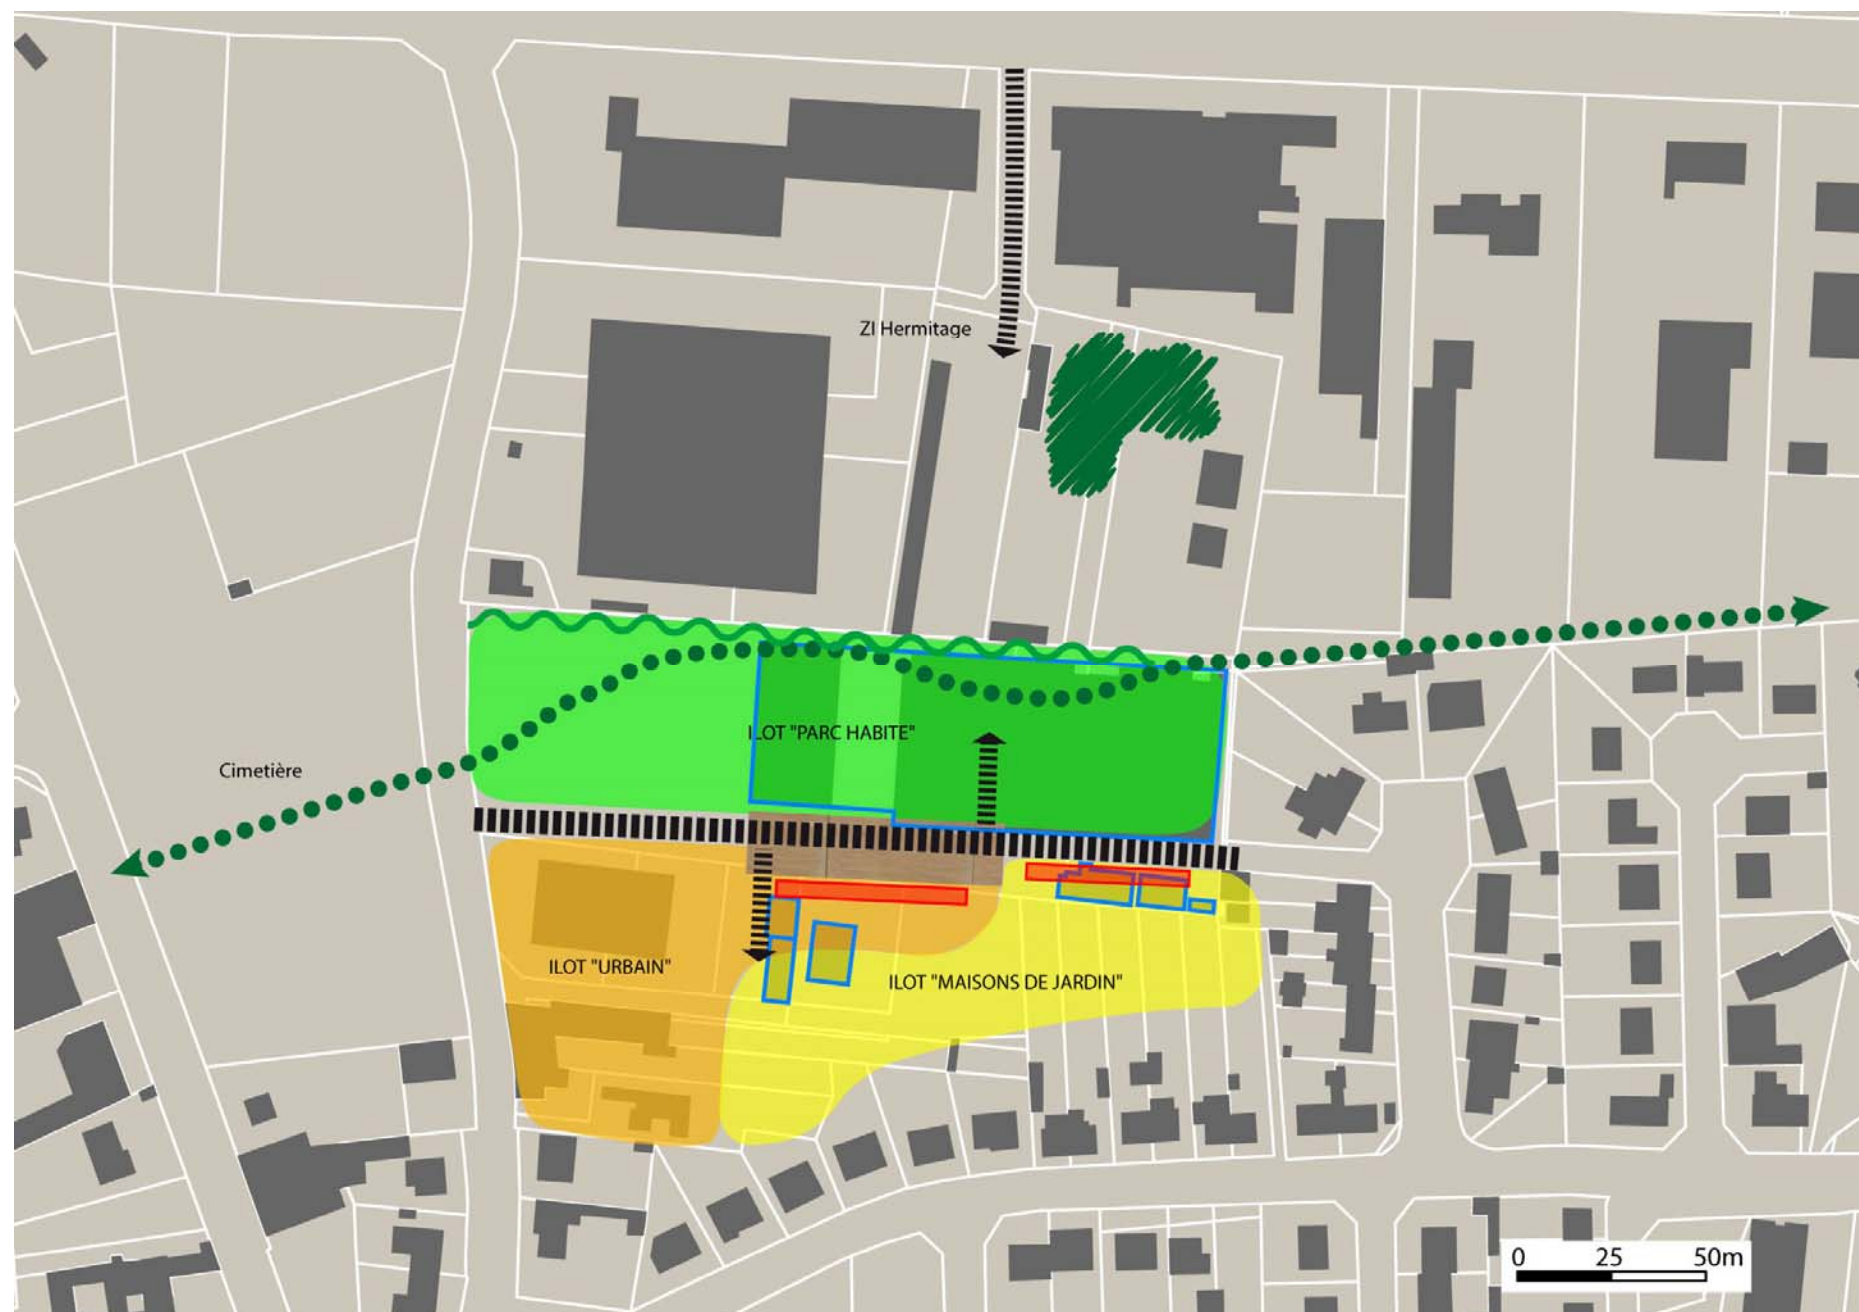 ZI Hermitage
ILOT "PARC HABITE"
Cimetière
ILOT "URBAIN"
ILOT "MAISONS DE JARDIN"
0 25 50m